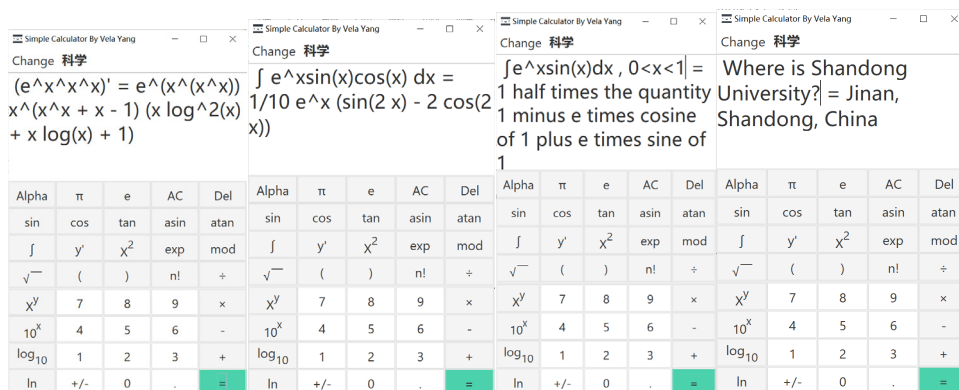 Simple Calculator By Vela Yang
Change 科学
(e^x^x^x)' = e^(x^(x^x))
x^(x^x + x - 1) (x log^2(x)
+ x log(x) + 1)
Alpha π e AC Del
sin cos tan asin atan
∫ y' X² exp mod
√‾ ( ) n! ÷
Xʸ 7 8 9 ×
10ˣ 4 5 6 -
log₁₀ 1 2 3 +
ln +/- 0 . =
Simple Calculator By Vela Yang
Change 科学
∫ e^xsin(x)cos(x) dx =
1/10 e^x (sin(2 x) - 2 cos(2
x))
Alpha π e AC Del
sin cos tan asin atan
∫ y' X² exp mod
√‾ ( ) n! ÷
Xʸ 7 8 9 ×
10ˣ 4 5 6 -
log₁₀ 1 2 3 +
ln +/- 0 . =
Simple Calculator By Vela Yang
Change 科学
∫e^xsin(x)dx , 0<x<1 =
1 half times the quantity
1 minus e times cosine
of 1 plus e times sine of
1
Alpha π e AC Del
sin cos tan asin atan
∫ y' X² exp mod
√‾ ( ) n! ÷
Xʸ 7 8 9 ×
10ˣ 4 5 6 -
log₁₀ 1 2 3 +
ln +/- 0 . =
Simple Calculator By Vela Yang
Change 科学
Where is Shandong
University? = Jinan,
Shandong, China
Alpha π e AC Del
sin cos tan asin atan
∫ y' X² exp mod
√‾ ( ) n! ÷
Xʸ 7 8 9 ×
10ˣ 4 5 6 -
log₁₀ 1 2 3 +
ln +/- 0 . =